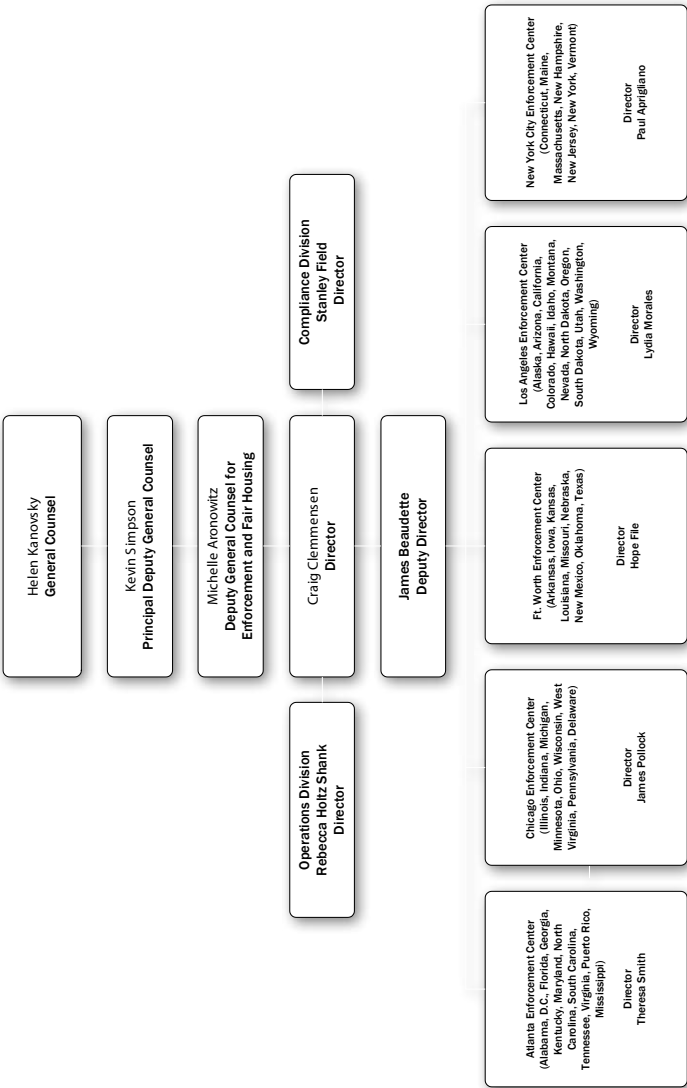 Helen Kanovsky
General Counsel
Kevin Simpson
Principal Deputy General Counsel
Michelle Aronowitz
Deputy General Counsel for
Enforcement and Fair Housing
Operations Division
Rebecca Holtz Shank
Director
Craig Clemmensen
Director
Compliance Division
Stanley Field
Director
James Beaudette
Deputy Director
Atlanta Enforcement Center
(Alabama, D.C., Florida, Georgia,
Kentucky, Maryland, North
Carolina, South Carolina,
Tennessee, Virginia, Puerto Rico,
Mississippi)
Director
Theresa Smith
Chicago Enforcement Center
(Illinois, Indiana, Michigan,
Minnesota, Ohio, Wisconsin, West
Virginia, Pennsylvania, Delaware)
Director
James Pollock
Ft. Worth Enforcement Center
(Arkansas, Iowa, Kansas,
Louisiana, Missouri, Nebraska,
New Mexico, Oklahoma, Texas)
Director
Hope File
Los Angeles Enforcement Center
(Alaska, Arizona, California,
Colorado, Hawaii, Idaho, Montana,
Nevada, North Dakota, Oregon,
South Dakota, Utah, Washington,
Wyoming)
Director
Lydia Morales
New York City Enforcement Center
(Connecticut, Maine,
Massachusetts, New Hampshire,
New Jersey, New York, Vermont)
Director
Paul Aprigliano